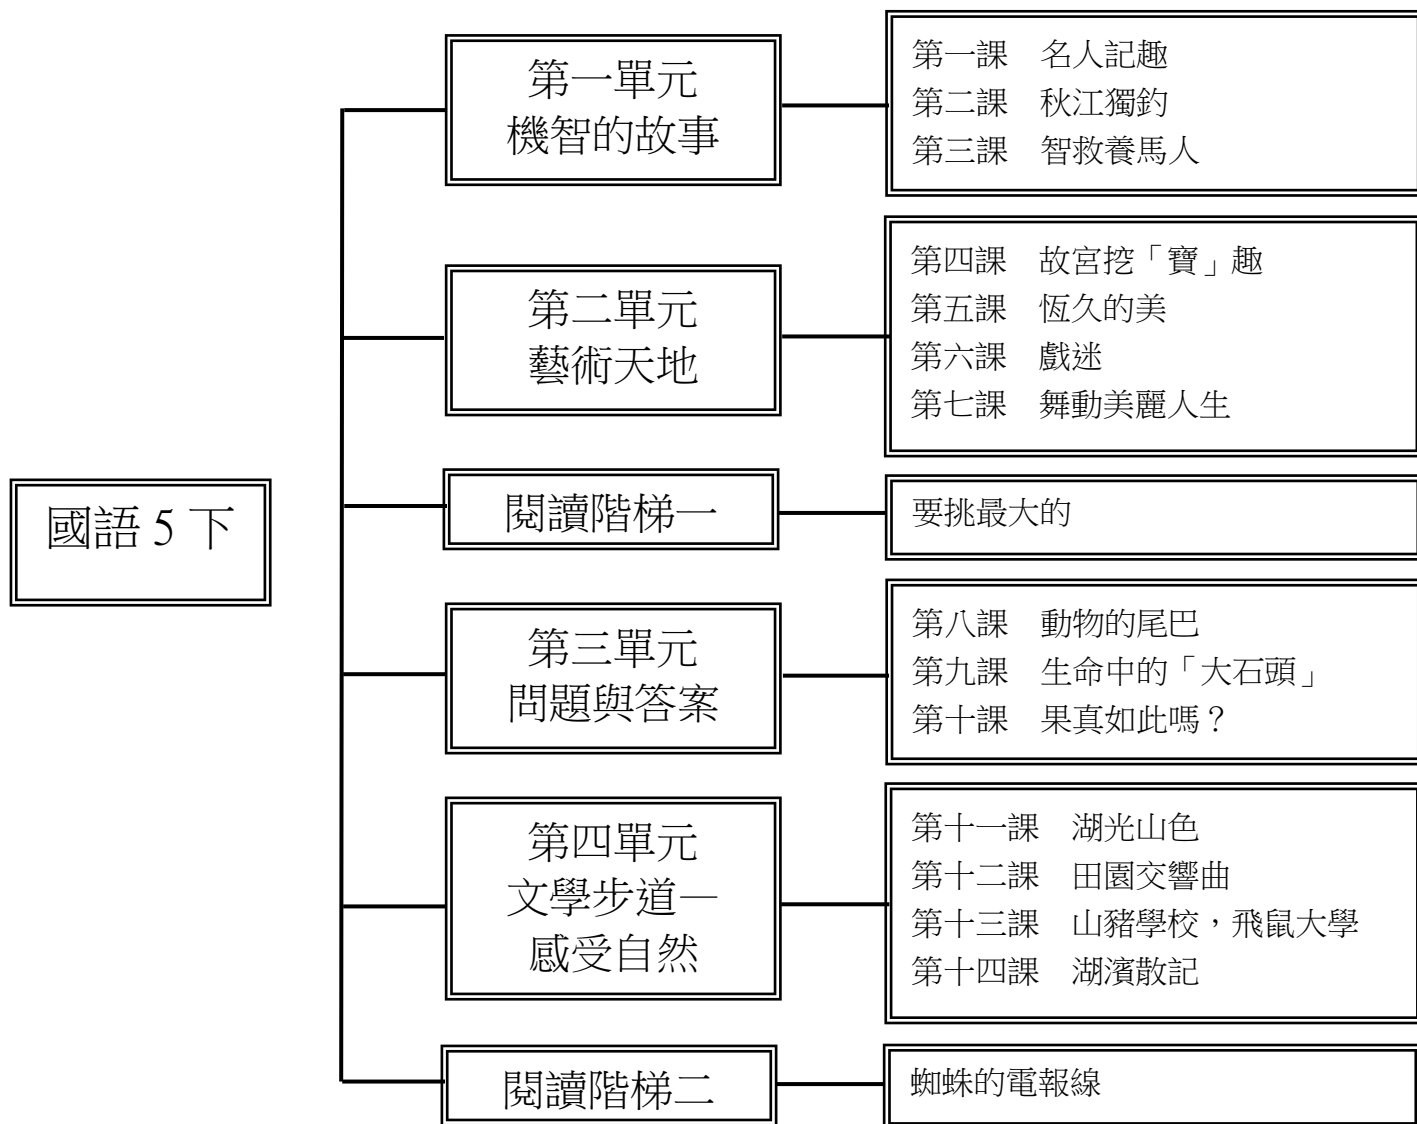 國語 5 下
第一單元
機智的故事
第一課　名人記趣
第二課　秋江獨釣
第三課　智救養馬人
第二單元
藝術天地
第四課　故宮挖「寶」趣
第五課　恆久的美
第六課　戲迷
第七課　舞動美麗人生
閱讀階梯一
要挑最大的
第三單元
問題與答案
第八課　動物的尾巴
第九課　生命中的「大石頭」
第十課　果真如此嗎？
第四單元
文學步道—
感受自然
第十一課　湖光山色
第十二課　田園交響曲
第十三課　山豬學校，飛鼠大學
第十四課　湖濱散記
閱讀階梯二
蜘蛛的電報線